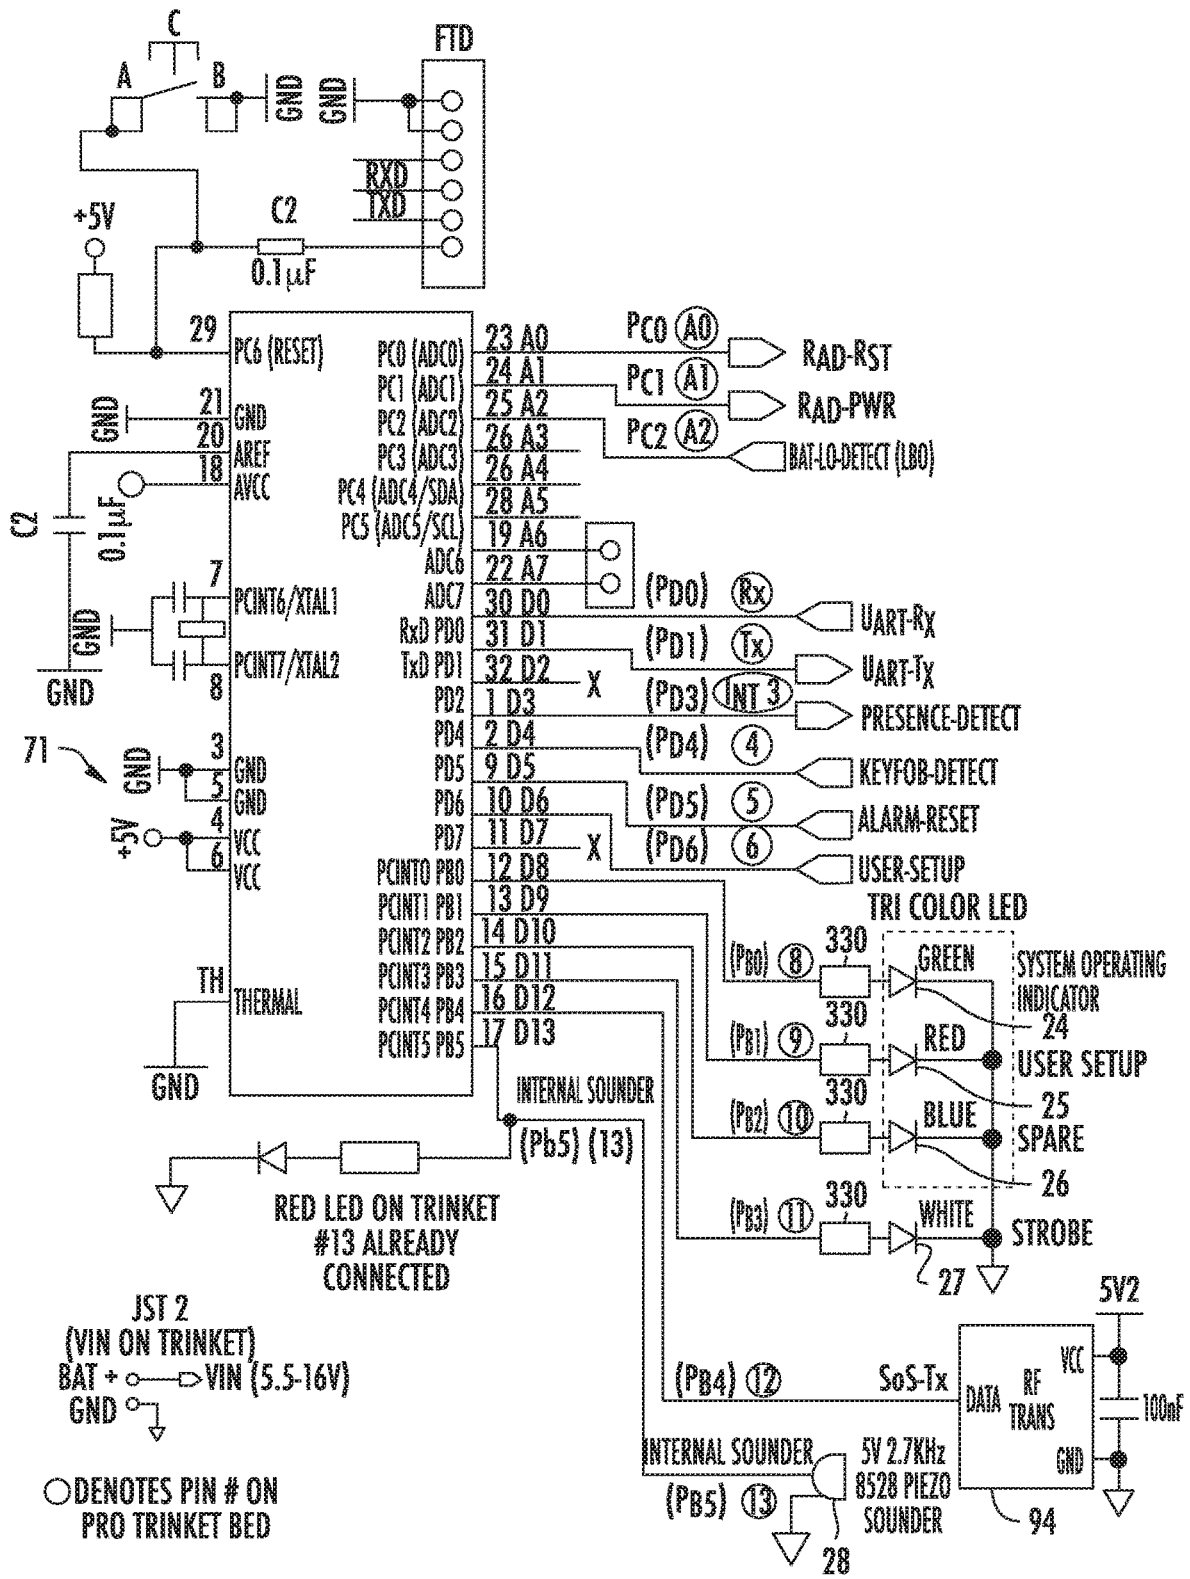 C
FTD
A
B
GND
GND
RXD
TXD
+5V
C2
0.1µF
29
PC6 (RESET)
21
GND
GND
20
AREF
18
AVCC
C2
0.1µF
7
PCINT6/XTAL1
GND
PCINT7/XTAL2
8
GND
71
3
GND
GND
5
GND
4
+5V
VCC
6
VCC
TH
THERMAL
GND
PC0 (ADC0)
PC1 (ADC1)
PC2 (ADC2)
PC3 (ADC3)
PC4 (ADC4/SDA)
PC5 (ADC5/SCL)
ADC6
ADC7
RxD PD0
TxD PD1
PD2
PD4
PD5
PD6
PD7
PCINT0 PB0
PCINT1 PB1
PCINT2 PB2
PCINT3 PB3
PCINT4 PB4
PCINT5 PB5
23 A0
24 A1
25 A2
26 A3
26 A4
28 A5
19 A6
22 A7
30 D0
31 D1
32 D2
1 D3
2 D4
9 D5
10 D6
11 D7
12 D8
13 D9
14 D10
15 D11
16 D12
17 D13
PC0 A0
RAD-RST
PC1 A1
RAD-PWR
PC2 A2
BAT-LO-DETECT (LBO)
(PD0) Rx
UART-RX
(PD1) Tx
UART-TX
X
(PD3) INT 3
PRESENCE-DETECT
(PD4) 4
KEYFOB-DETECT
(PD5) 5
ALARM-RESET
X
(PD6) 6
USER-SETUP
TRI COLOR LED
(PB0) 8
330
GREEN
SYSTEM OPERATING
INDICATOR
24
(PB1) 9
330
RED
USER SETUP
25
(PB2) 10
330
BLUE
SPARE
26
(PB3) 11
330
WHITE
STROBE
27
INTERNAL SOUNDER
(Pb5) (13)
RED LED ON TRINKET
#13 ALREADY
CONNECTED
JST 2
(VIN ON TRINKET)
BAT + VIN (5.5-16V)
GND
5V2
(PB4) 12
SoS-Tx
DATA
RF
TRANS
VCC
GND
100nF
94
INTERNAL SOUNDER
(PB5) 13
5V 2.7KHz
8528 PIEZO
SOUNDER
28
DENOTES PIN # ON
PRO TRINKET BED